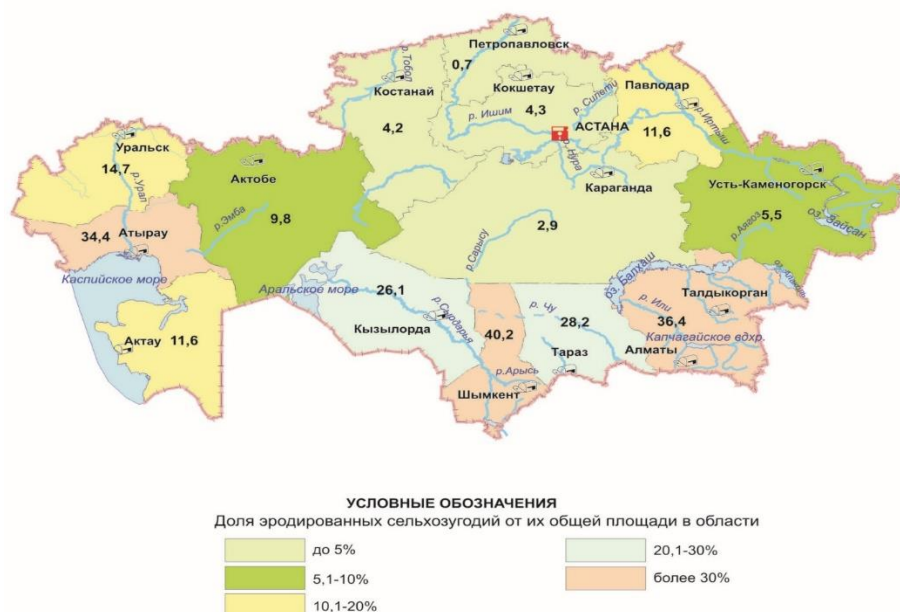 Петропавловск
р.Тобол
0,7
Костанай
Кокшетау
р. Силети
Павлодар
4,3
р. Ишим
АСТАНА
р.Иртыш
4,2
11,6
р.Нура
Уральск
14,7
р.Урал
Актобе
Караганда
Усть-Каменогорск
9,8
р.Эмба
5,5
оз. Зайсан
р.Аягоз
2,9
34,4
Атырау
р.Сарысу
Каспийское море
оз. Балхаш
Аральское море
26,1
р. Чу
р. Или
Талдыкорган
р.Сырдарья
Кызылорда
40,2
28,2
36,4
Капчагайское вдхр.
Актау
11,6
Тараз
Алматы
р.Арысь
Шымкент
УСЛОВНЫЕ ОБОЗНАЧЕНИЯ
Доля эродированных сельхозугодий от их общей площади в области
до 5%
20,1-30%
5,1-10%
более 30%
10,1-20%